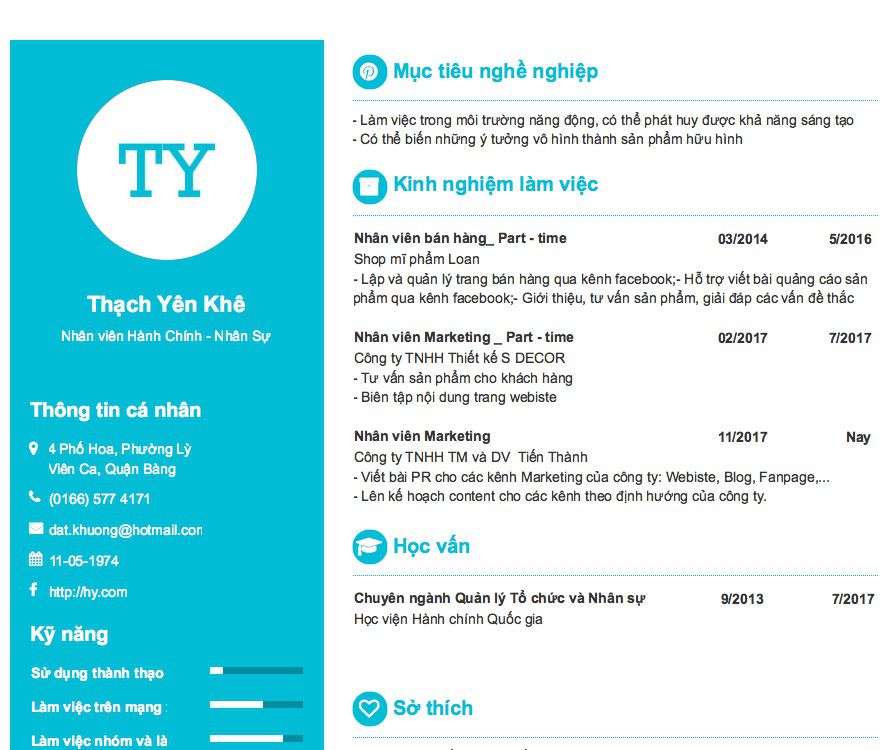 TY
Thạch Yên Khê
Nhân viên Hành Chính - Nhân Sự
Thông tin cá nhân
4 Phố Hoa, Phường Lỳ
Viên Ca, Quận Bàng
(0166) 577 4171
dat.khuong@hotmail.con
11-05-1974
http://hy.com
Kỹ năng
Sử dụng thành thạo
Làm việc trên mạng
Làm việc nhóm và là
Mục tiêu nghề nghiệp
- Làm việc trong môi trường năng động, có thể phát huy được khả năng sáng tạo
- Có thể biến những ý tưởng vô hình thành sản phẩm hữu hình
Kinh nghiệm làm việc
Nhân viên bán hàng_ Part - time 03/2014 5/2016
Shop mĩ phẩm Loan
- Lập và quản lý trang bán hàng qua kênh facebook;- Hỗ trợ viết bài quảng cáo sản
phẩm qua kênh facebook;- Giới thiệu, tư vấn sản phẩm, giải đáp các vấn đề thắc
Nhân viên Marketing _ Part - time 02/2017 7/2017
Công ty TNHH Thiết kế S DECOR
- Tư vấn sản phẩm cho khách hàng
- Biên tập nội dung trang webiste
Nhân viên Marketing 11/2017 Nay
Công ty TNHH TM và DV Tiến Thành
- Viết bài PR cho các kênh Marketing của công ty: Webiste, Blog, Fanpage,...
- Lên kế hoạch content cho các kênh theo định hướng của công ty.
Học vấn
Chuyên ngành Quản lý Tổ chức và Nhân sự 9/2013 7/2017
Học viện Hành chính Quốc gia
Sở thích